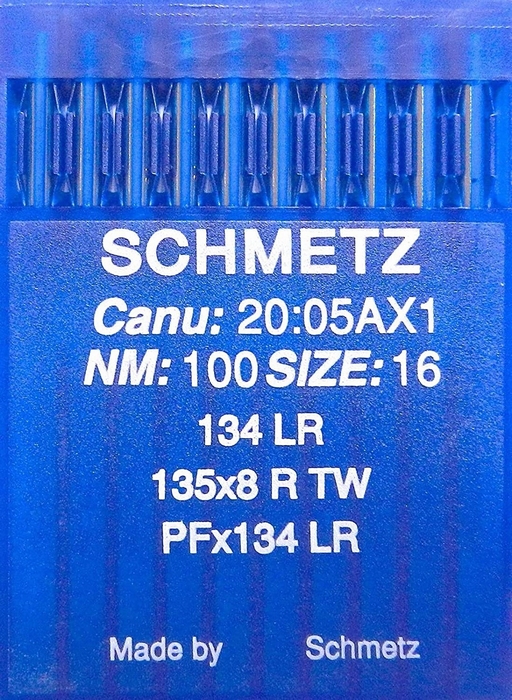 SCHMETZ
Canu: 20:05AX1
NM: 100 SIZE: 16
134 LR
135x8 R TW
PFx134 LR
Made by Schmetz